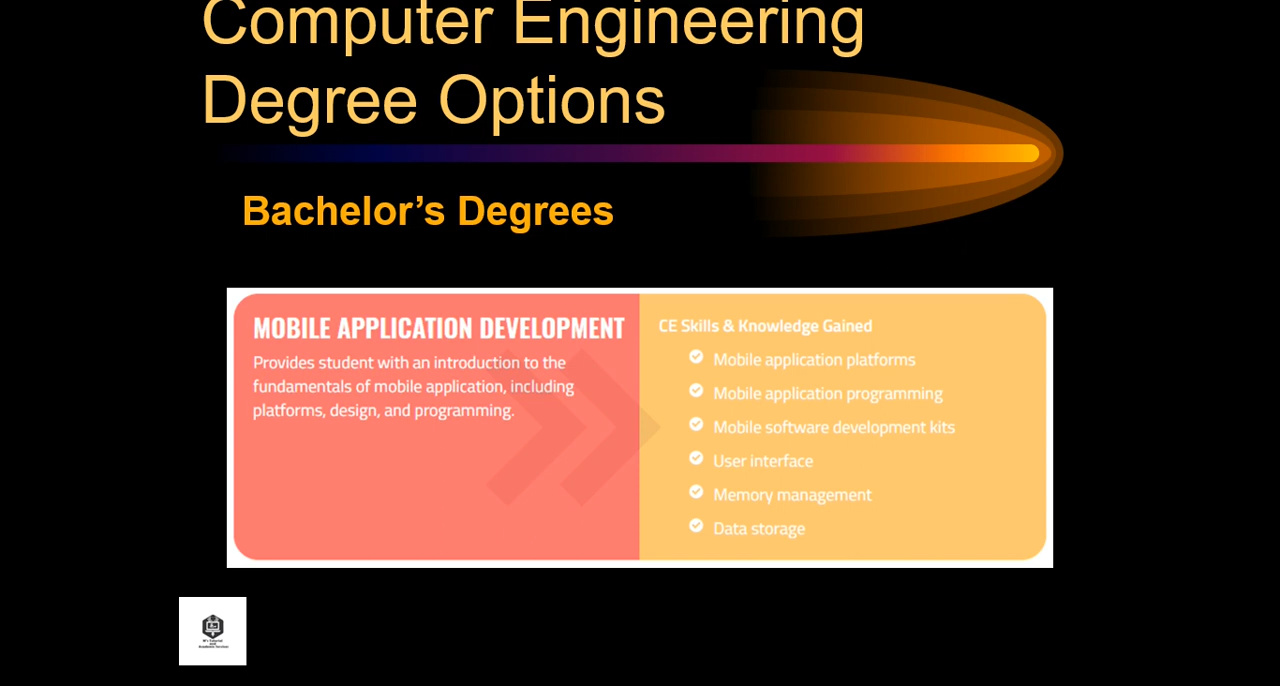 Computer Engineering
Degree Options
Bachelor’s Degrees
MOBILE APPLICATION DEVELOPMENT
Provides student with an introduction to the
fundamentals of mobile application, including
platforms, design, and programming.
CE Skills & Knowledge Gained
Mobile application platforms
Mobile application programming
Mobile software development kits
User interface
Memory management
Data storage